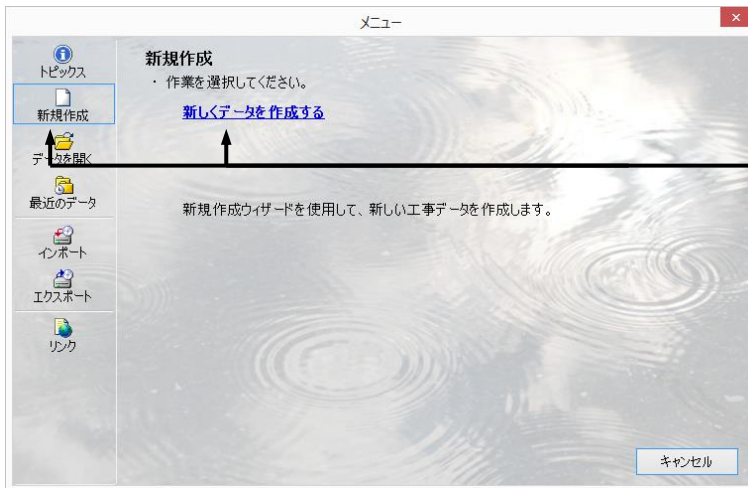 メニュー
トピックス
新規作成
データを開く
最近のデータ
インポート
エクスポート
リンク
新規作成
・ 作業を選択してください。
新しくデータを作成する
新規作成ウィザードを使用して、新しい工事データを作成します。
キャンセル